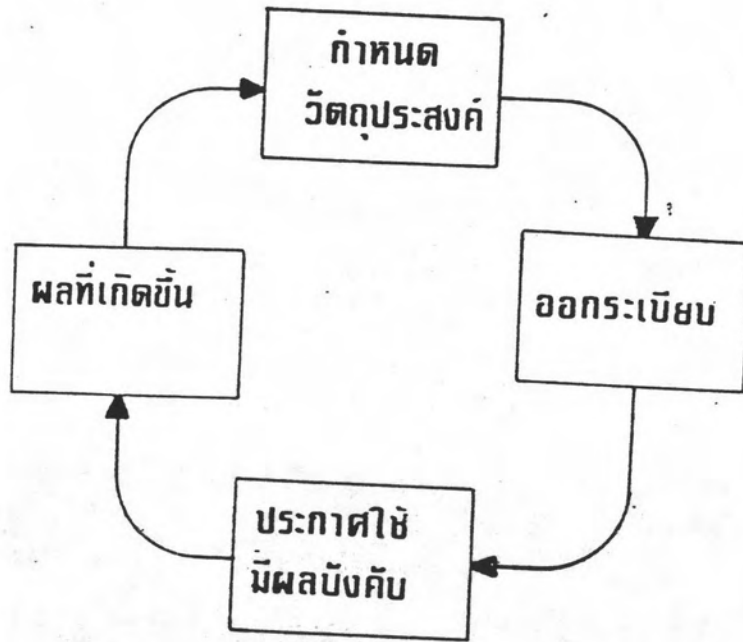 กำหนด
วัตถุประสงค์
ออกระเบียบ
ประกาศใช้
มีผลบังคับ
ผลที่เกิดขึ้น